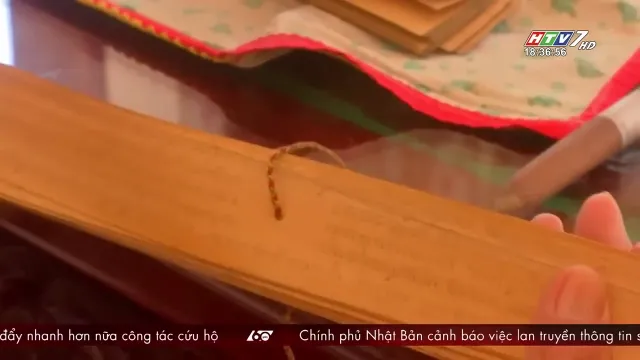 HTV7 HD
18:36:56
đẩy nhanh hơn nữa công tác cứu hộ 60 Chính phủ Nhật Bản cảnh báo việc lan truyền thông tin s